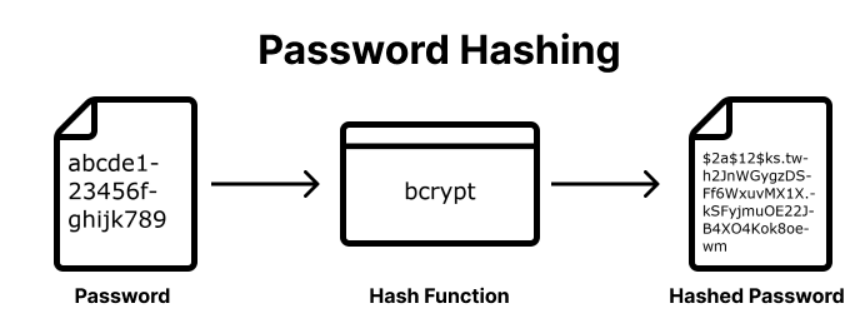 Password Hashing
abcde1-
23456f-
ghijk789
bcrypt
$2a$12$ks.tw-
h2JnWGygzDS-
Ff6WxuvMX1X.-
kSFyjmuOE22J-
B4XO4Kok8oe-
wm
Password
Hash Function
Hashed Password